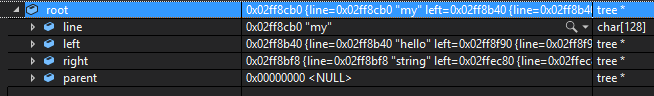 root 0x02ff8cb0 {line=0x02ff8cb0 "my" left=0x02ff8b40 {line=0x02ff8b40 tree *
line 0x02ff8cb0 "my" char[128]
left 0x02ff8b40 {line=0x02ff8b40 "hello" left=0x02ff8f90 {line=0x02ff8f9 tree *
right 0x02ff8bf8 {line=0x02ff8bf8 "string" left=0x02ffec80 {line=0x02ffec tree *
parent 0x00000000 <NULL> tree *